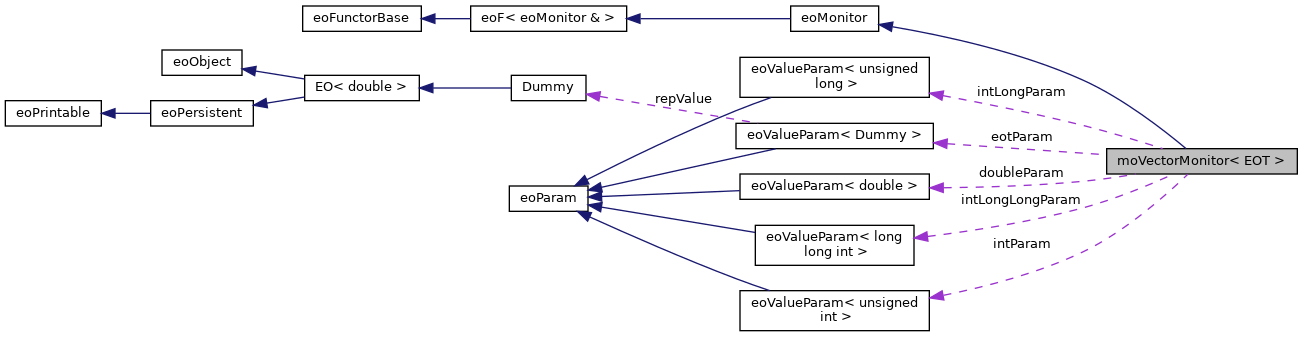 eoFunctorBase
eoF< eoMonitor & >
eoMonitor
eoObject
EO< double >
Dummy
eoPrintable
eoPersistent
repValue
eoValueParam< unsigned
long >
intLongParam
eoValueParam< Dummy >
eotParam
moVectorMonitor< EOT >
eoParam
eoValueParam< double >
doubleParam
intLongLongParam
eoValueParam< long
long int >
intParam
eoValueParam< unsigned
int >